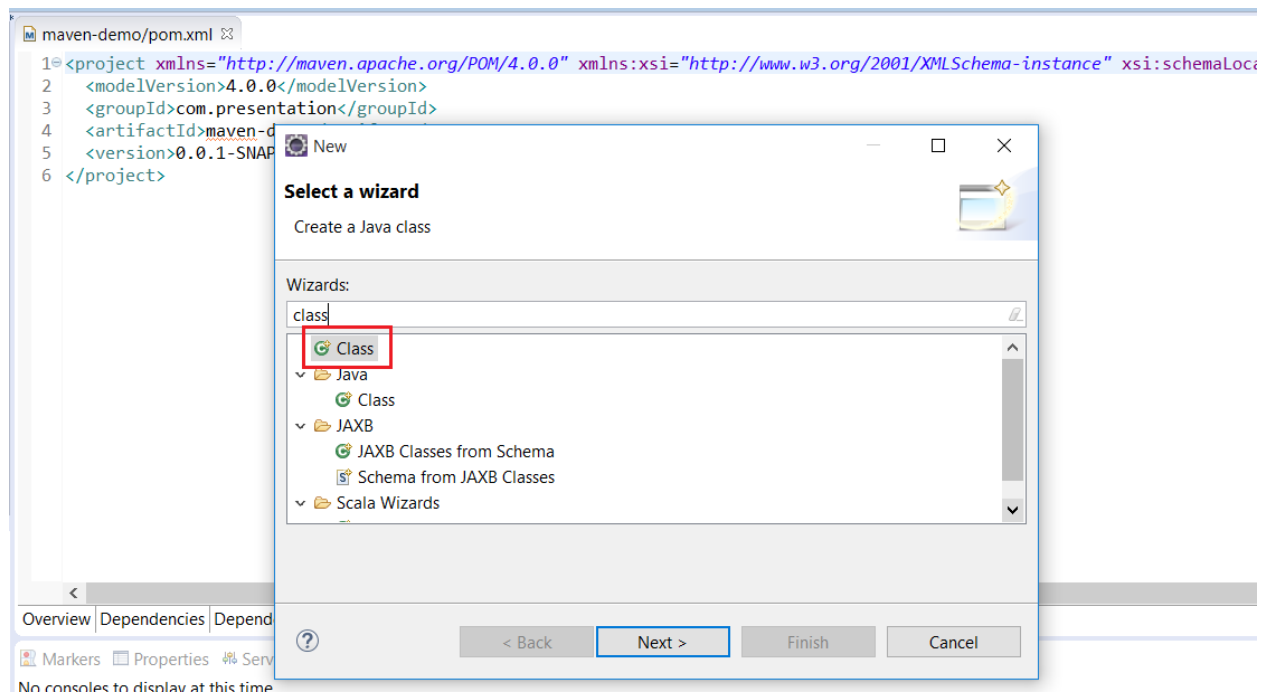 maven-demo/pom.xml
1 <project xmlns="http://maven.apache.org/POM/4.0.0" xmlns:xsi="http://www.w3.org/2001/XMLSchema-instance" xsi:schemaLoca
2 <modelVersion>4.0.0</modelVersion>
3 <groupId>com.presentation</groupId>
4 <artifactId>maven-d
5 <version>0.0.1-SNAP
6 </project>
New
Select a wizard
Create a Java class
Wizards:
class
Class
Java
Class
JAXB
JAXB Classes from Schema
Schema from JAXB Classes
Scala Wizards
< Back Next > Finish Cancel
Overview Dependencies Depend
Markers Properties Serv
No consoles to display at this time